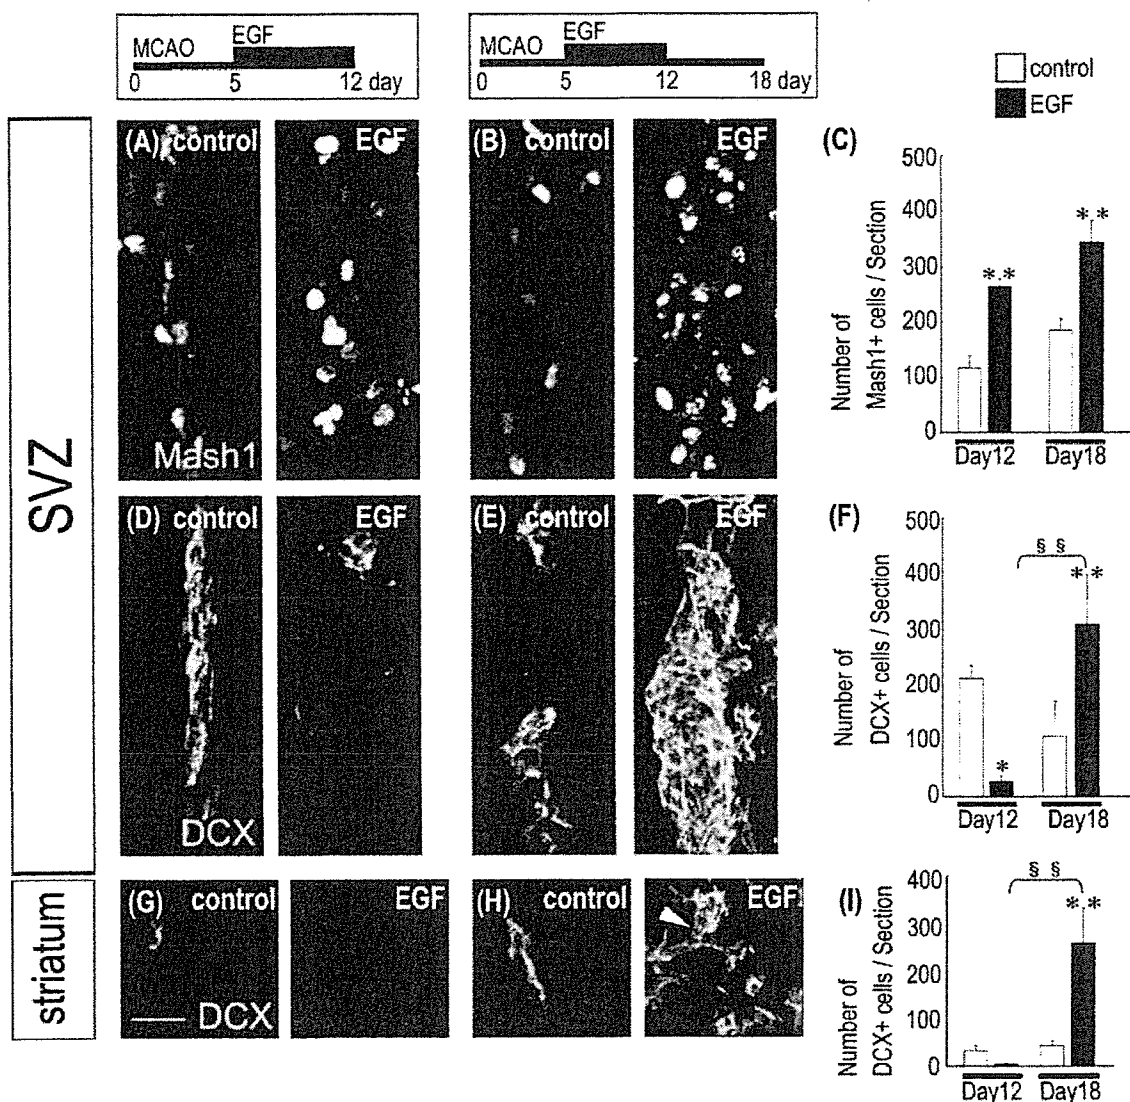 EGF
MCAO
0 5 12 day
EGF
MCAO
0 5 12 18 day
control
EGF
SVZ
(A) control
Mash1
EGF
(B) control
EGF
(C)
Number of
Mash1+ cells / Section
500
400
300
200
100
0
**
**
Day12 Day18
(D) control
DCX
EGF
(E) control
EGF
(F)
Number of
DCX+ cells / Section
500
400
300
200
100
0
§ §
*
**
Day12 Day18
striatum
(G) control
DCX
EGF
(H) control
EGF
(I)
Number of
DCX+ cells / Section
400
300
200
100
0
§ §
**
Day12 Day18